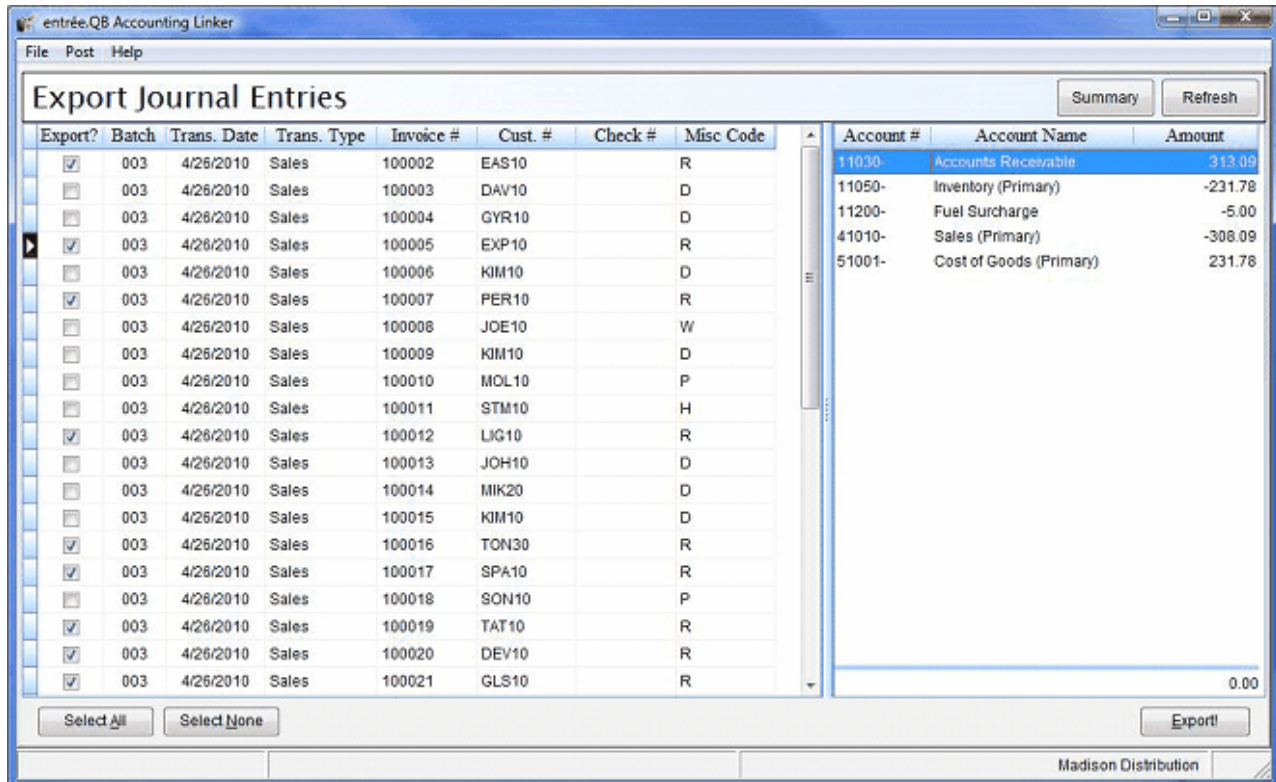 entrée.QB Accounting Linker
File Post Help
Export Journal Entries
Summary Refresh
Export? Batch Trans. Date Trans. Type Invoice # Cust. # Check # Misc Code
003 4/26/2010 Sales 100002 EAS10 R
003 4/26/2010 Sales 100003 DAV10 D
003 4/26/2010 Sales 100004 GYR10 D
003 4/26/2010 Sales 100005 EXP10 R
003 4/26/2010 Sales 100006 KIM10 D
003 4/26/2010 Sales 100007 PER10 R
003 4/26/2010 Sales 100008 JOE10 W
003 4/26/2010 Sales 100009 KIM10 D
003 4/26/2010 Sales 100010 MOL10 P
003 4/26/2010 Sales 100011 STM10 H
003 4/26/2010 Sales 100012 LIG10 R
003 4/26/2010 Sales 100013 JOH10 D
003 4/26/2010 Sales 100014 MIK20 D
003 4/26/2010 Sales 100015 KIM10 D
003 4/26/2010 Sales 100016 TON30 R
003 4/26/2010 Sales 100017 SPA10 R
003 4/26/2010 Sales 100018 SON10 P
003 4/26/2010 Sales 100019 TAT10 R
003 4/26/2010 Sales 100020 DEV10 R
003 4/26/2010 Sales 100021 GLS10 R
Account # Account Name Amount
11030- Accounts Receivable 313.09
11050- Inventory (Primary) -231.78
11200- Fuel Surcharge -5.00
41010- Sales (Primary) -308.09
51001- Cost of Goods (Primary) 231.78
0.00
Select All Select None Export!
Madison Distribution